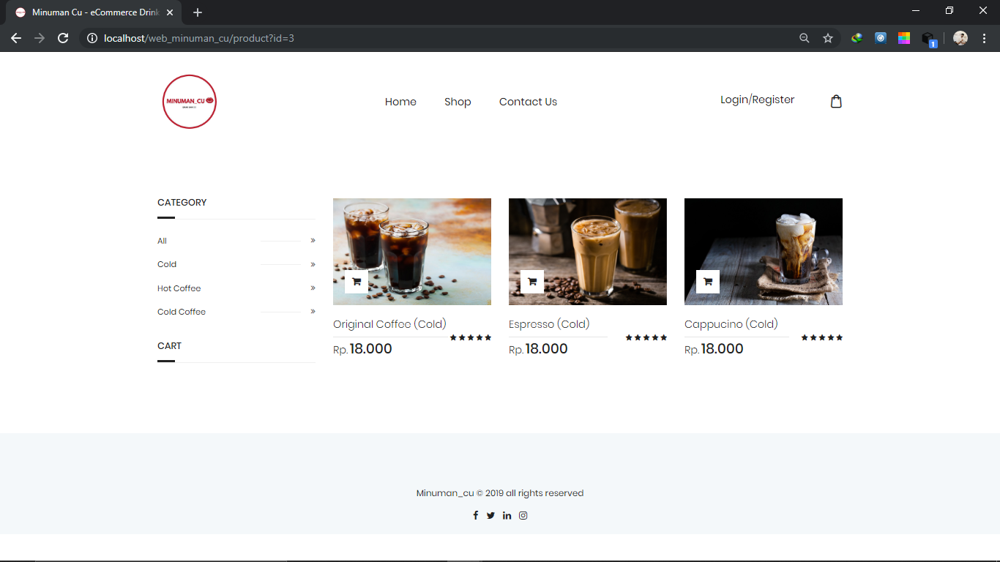 Minuman Cu - eCommerce Drink
localhost/web_minuman_cu/product?id=3
1
MINUMAN_CU
Home Shop Contact Us
Login/Register
CATEGORY
All
Cold
Hot Coffee
Cold Coffee
CART
Original Coffee (Cold)
Rp. 18.000
Espresso (Cold)
Rp. 18.000
Cappucino (Cold)
Rp. 18.000
Minuman_cu © 2019 all rights reserved